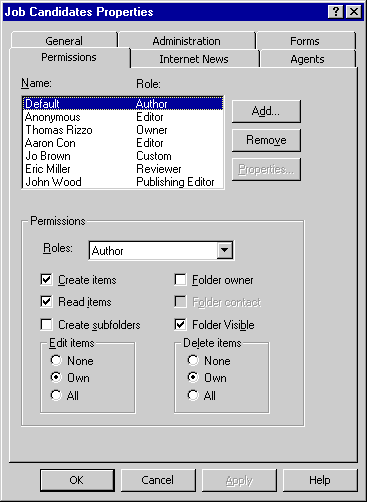 Job Candidates Properties
General Administration Forms
Permissions Internet News Agents
Name: Role:
Default Author
Anonymous Editor
Thomas Rizzo Owner
Aaron Con Editor
Jo Brown Custom
Eric Miller Reviewer
John Wood Publishing Editor
Add...
Remove
Properties...
Permissions
Roles: Author
Create items Folder owner
Read items Folder contact
Create subfolders Folder Visible
Edit items Delete items
None None
Own Own
All All
OK Cancel Apply Help